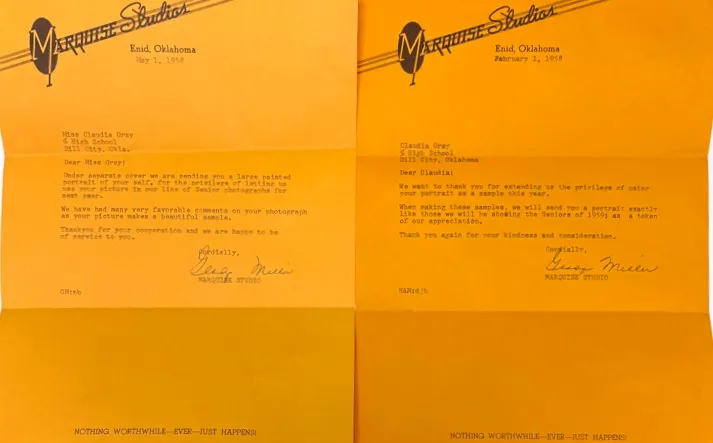 MARQUISE Studios
Enid, Oklahoma
May 1, 1958
Miss Claudia Gray
% High School
Dill City, Okla.
Dear Miss Gray:
Under separate cover we are sending you a large painted
portrait of your self, for the privilege of letting us
use your picture in our line of Senior photographs for
next year.
We have had many very favorable comments on your photograph
as your picture makes a beautiful sample.
Thankyou for your cooperation and we are happy to be
of service to you.
Cordially,
Miller
MARQUISE STUDIO
GM:mb
NOTHING WORTHWHILE—EVER—JUST HAPPENS!
MARQUISE Studios
Enid, Oklahoma
February 1, 1958
Claudia Gray
% High School
Dill City, Oklahoma
Dear Claudia:
We want to thank you for extending us the privilege of
your portrait as a sample this year.
When making these samples, we will send you a portrait exactly
like those we will be showing the Seniors of 1959; as a token
of our appreciation.
Thank you again for your kindness and consideration.
Cordially,
Miller
MARQUISE STUDIO
NOTHING WORTHWHILE—EVER—JUST HAPPENS!